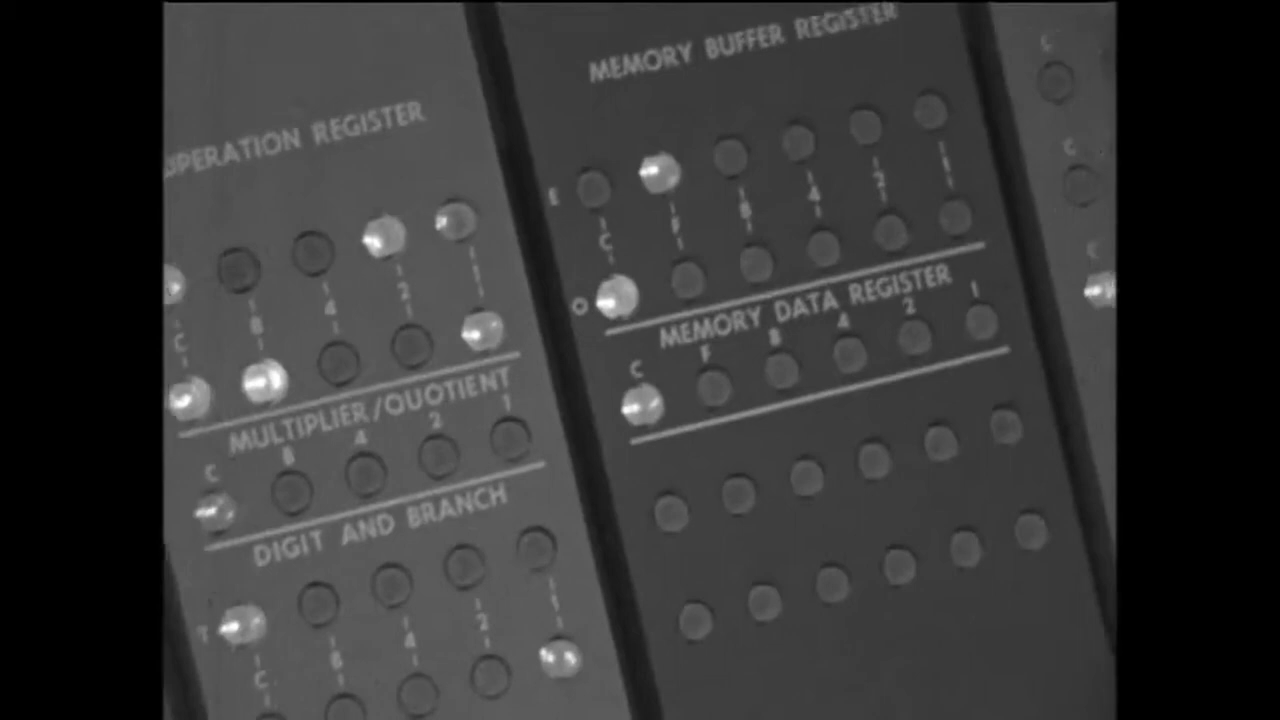 OPERATION REGISTER
C 8 4 2 1
MULTIPLIER/QUOTIENT
C 8 4 2 1
DIGIT AND BRANCH
T
C 8 4 2 1
MEMORY BUFFER REGISTER
E
C F 8 4 2 1
O
MEMORY DATA REGISTER
C F 8 4 2 1
C
C
C